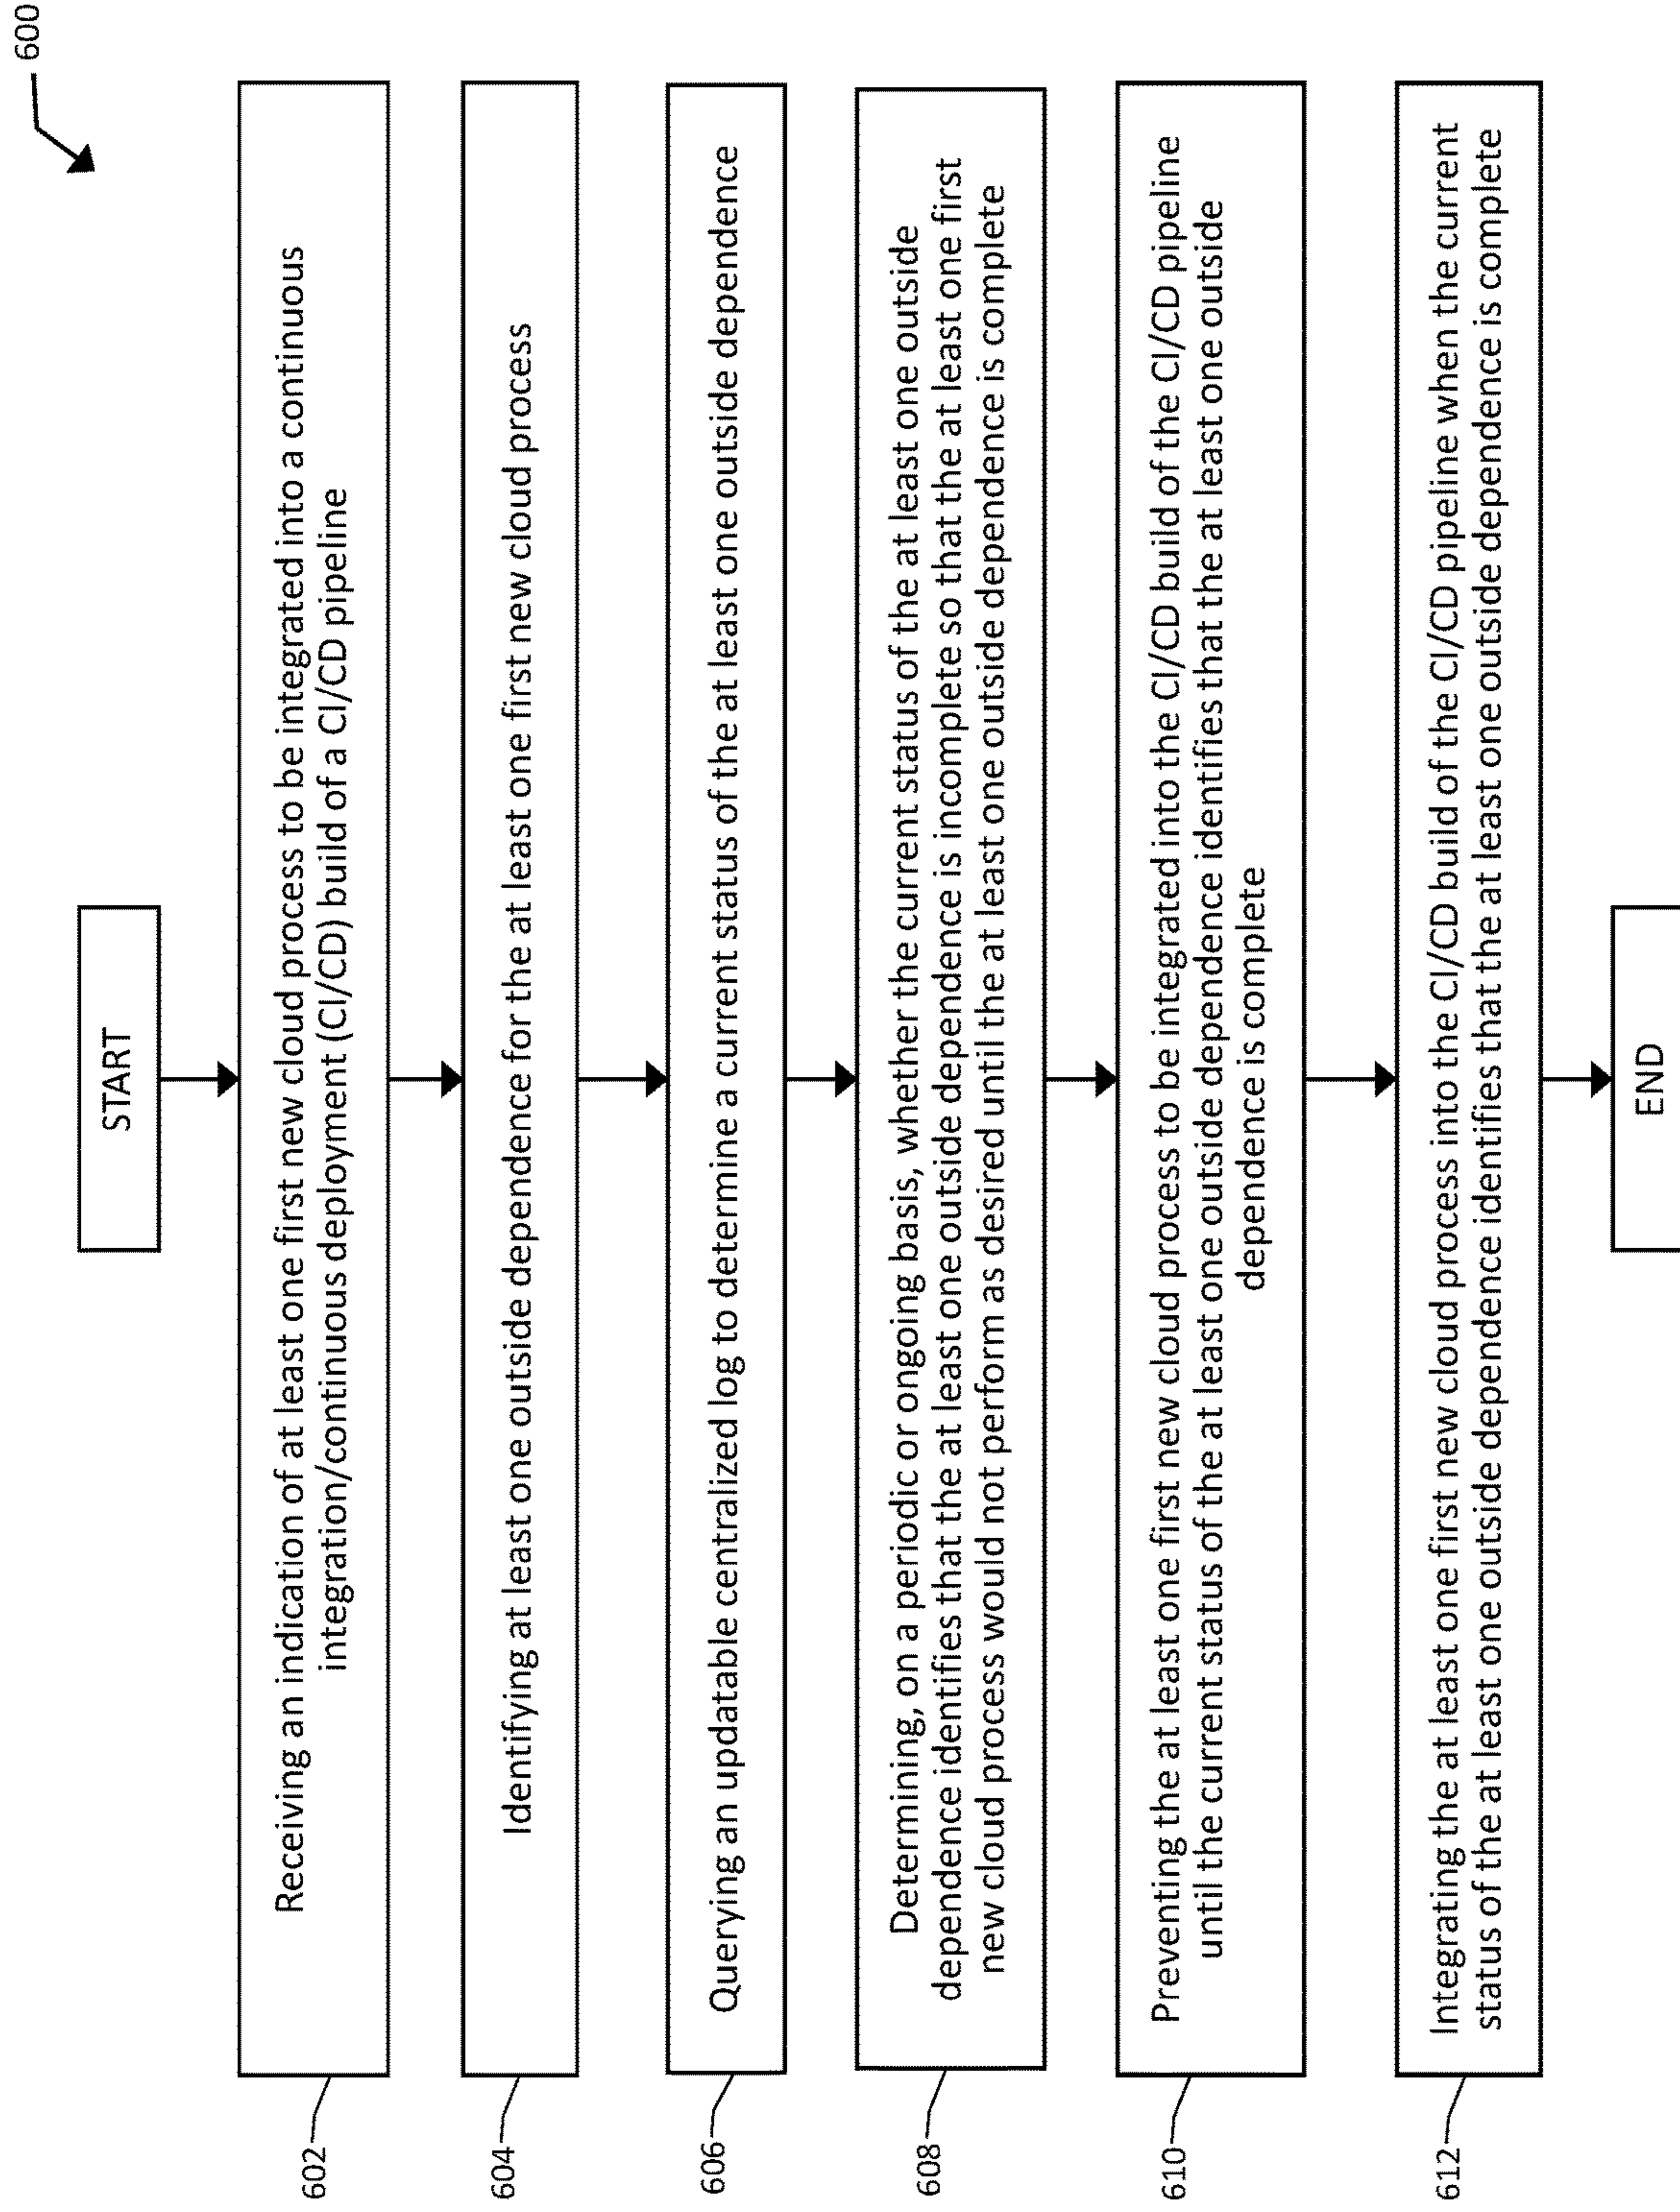 600
START
602
Receiving an indication of at least one first new cloud process to be integrated into a continuous
integration/continuous deployment (CI/CD) build of a CI/CD pipeline
604
Identifying at least one outside dependence for the at least one first new cloud process
606
Querying an updatable centralized log to determine a current status of the at least one outside dependence
608
Determining, on a periodic or ongoing basis, whether the current status of the at least one outside
dependence identifies that the at least one outside dependence is incomplete so that the at least one first
new cloud process would not perform as desired until the at least one outside dependence is complete
610
Preventing the at least one first new cloud process to be integrated into the CI/CD build of the CI/CD pipeline
until the current status of the at least one outside dependence identifies that the at least one outside
dependence is complete
612
Integrating the at least one first new cloud process into the CI/CD build of the CI/CD pipeline when the current
status of the at least one outside dependence identifies that the at least one outside dependence is complete
END